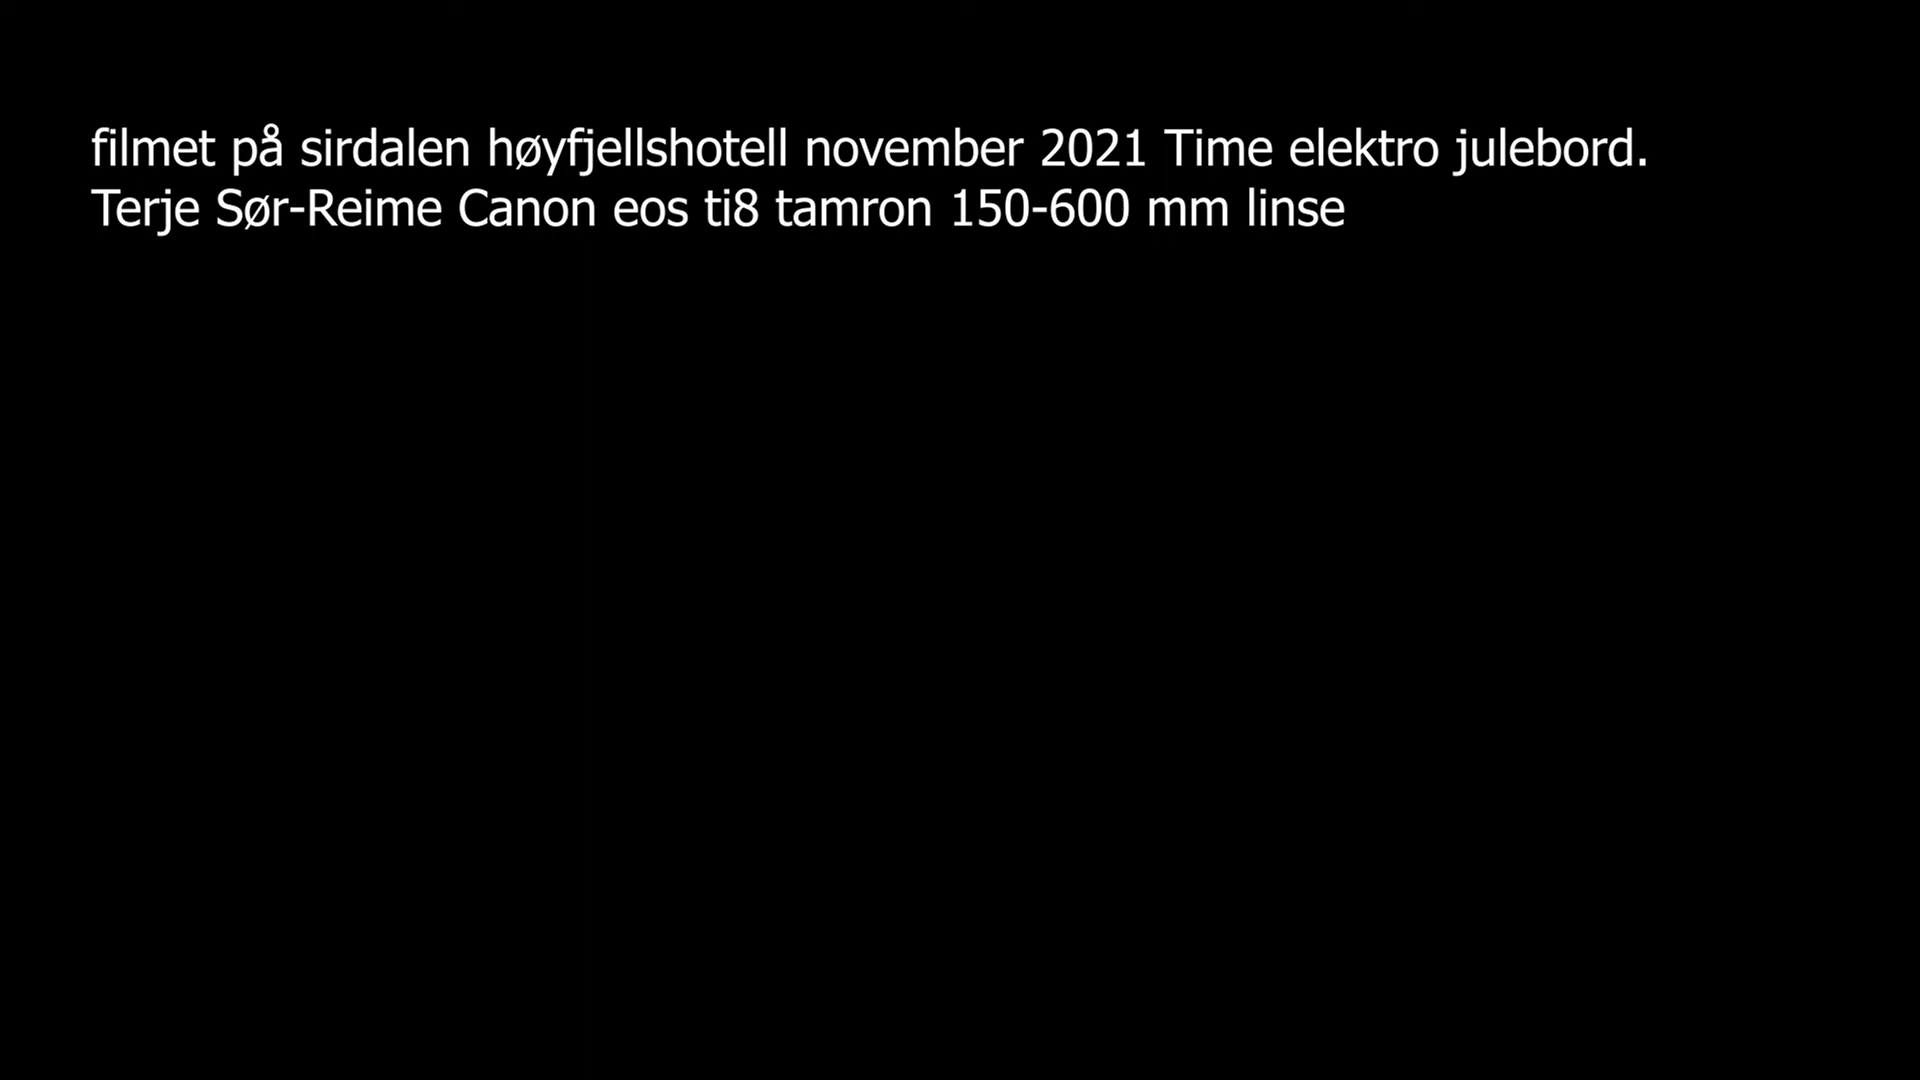 filmet på sirdalen høyfjellshotell november 2021 Time elektro julebord.
Terje Sør-Reime Canon eos ti8 tamron 150-600 mm linse